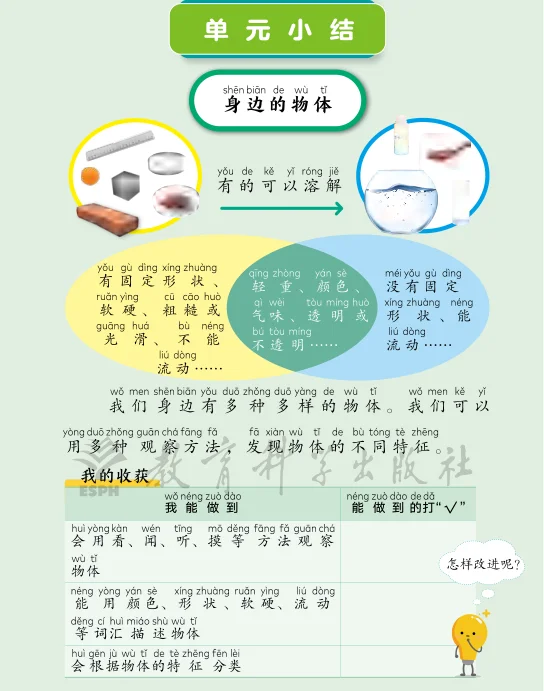 单元小结
shēn biān de wù tǐ
身边的物体
yǒu de kě yǐ róng jiě
有的可以溶解
yǒu gù dìng xíng zhuàng
有固定形状、
ruǎn yìng cū cāo huò
软硬、粗糙或
guāng huá bù néng
光滑、不能
liú dòng
流动……
qīng zhòng yán sè
轻重、颜色、
qì wèi tòu míng huò
气味、透明或
bú tòu míng
不透明……
méi yǒu gù dìng
没有固定
xíng zhuàng néng
形状、能
liú dòng
流动……
wǒ men shēn biān yǒu duō zhǒng duō yàng de wù tǐ wǒ men kě yǐ
我们身边有多种多样的物体。我们可以
yòng duō zhǒng guān chá fāng fǎ fā xiàn wù tǐ de bù tóng tè zhēng
用多种观察方法，发现物体的不同特征。
ESPH 教育科学出版社
我的收获
wǒ néng zuò dào néng zuò dào de dǎ
我能做到 能做到的打“√”
huì yòng kàn wén tīng mō děng fāng fǎ guān chá
会用看、闻、听、摸等方法观察
wù tǐ
物体
néng yòng yán sè xíng zhuàng ruǎn yìng liú dòng
能用颜色、形状、软硬、流动
děng cí huì miáo shù wù tǐ
等词汇描述物体
huì gēn jù wù tǐ de tè zhēng fēn lèi
会根据物体的特征分类
怎样改进呢？